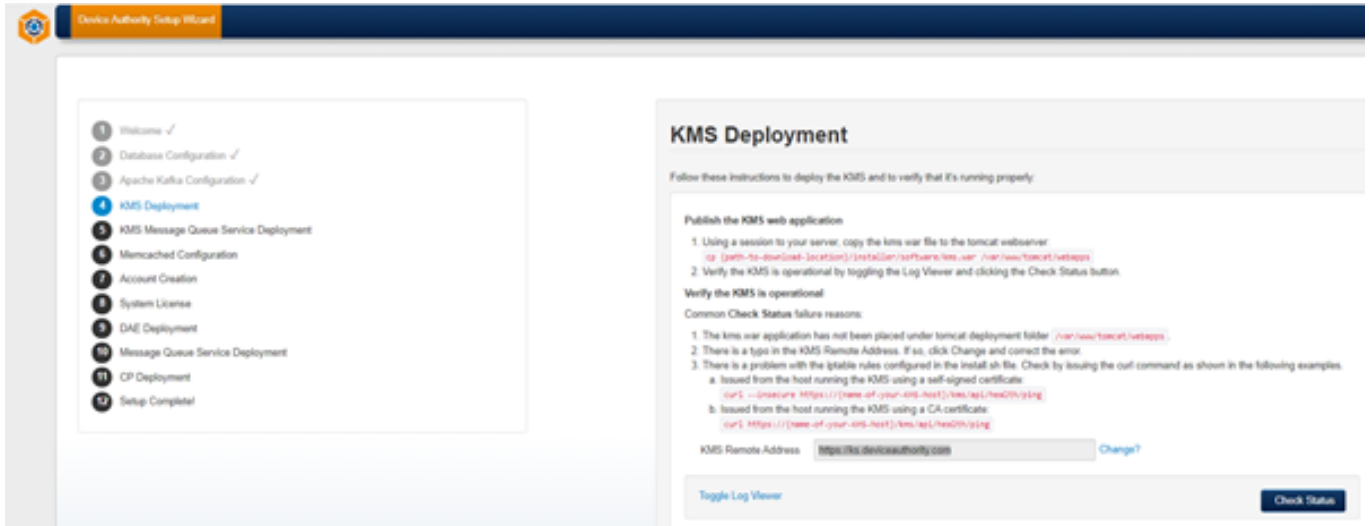 Device Authority Setup Wizard
1 Welcome ✓
2 Database Configuration ✓
3 Apache Kafka Configuration ✓
4 KMS Deployment
5 KMS Message Queue Service Deployment
6 Memcached Configuration
7 Account Creation
8 System License
9 DAE Deployment
10 Message Queue Service Deployment
11 CP Deployment
12 Setup Complete!
KMS Deployment
Follow these instructions to deploy the KMS and to verify that it's running properly:
Publish the KMS web application
1. Using a session to your server, copy the kms war file to the tomcat webserver:
cp {path-to-download-location}/installer/software/kms.war /var/www/tomcat/webapps
2. Verify the KMS is operational by toggling the Log Viewer and clicking the Check Status button.
Verify the KMS is operational
Common Check Status failure reasons:
1. The kms.war application has not been placed under tomcat deployment folder /var/www/tomcat/webapps.
2. There is a typo in the KMS Remote Address. If so, click Change and correct the error.
3. There is a problem with the iptable rules configured in the install.sh file. Check by issuing the curl command as shown in the following examples.
a. Issued from the host running the KMS using a self-signed certificate:
curl --insecure https://{name-of-your-KMS-host}/kms/api/health/ping
b. Issued from the host running the KMS using a CA certificate:
curl https://{name-of-your-KMS-host}/kms/api/health/ping
KMS Remote Address https://ks.deviceauthority.com Change?
Toggle Log Viewer Check Status